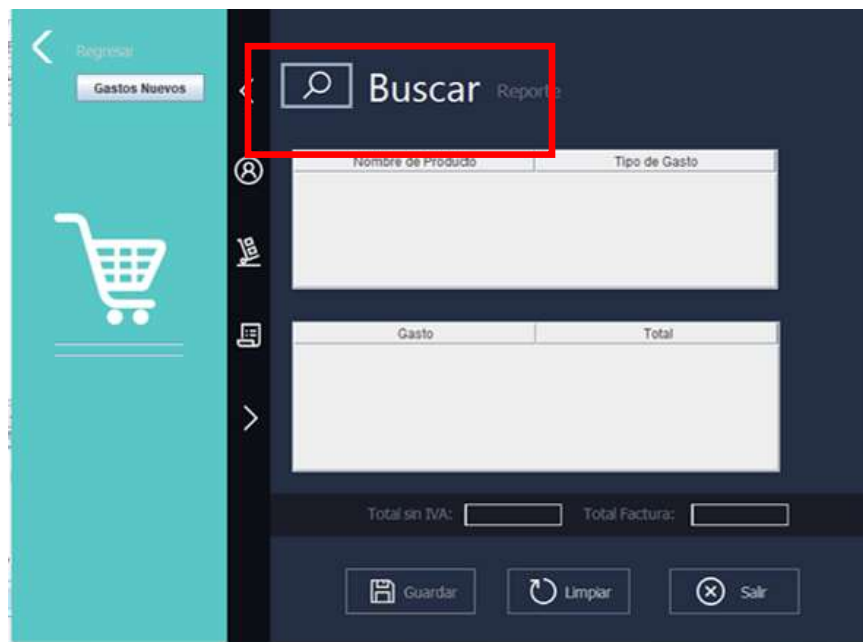 Regresar
Gastos Nuevos
Buscar Reporte
Nombre de Producto Tipo de Gasto
Gasto Total
Total sin IVA: Total Factura:
Guardar Limpiar Salir